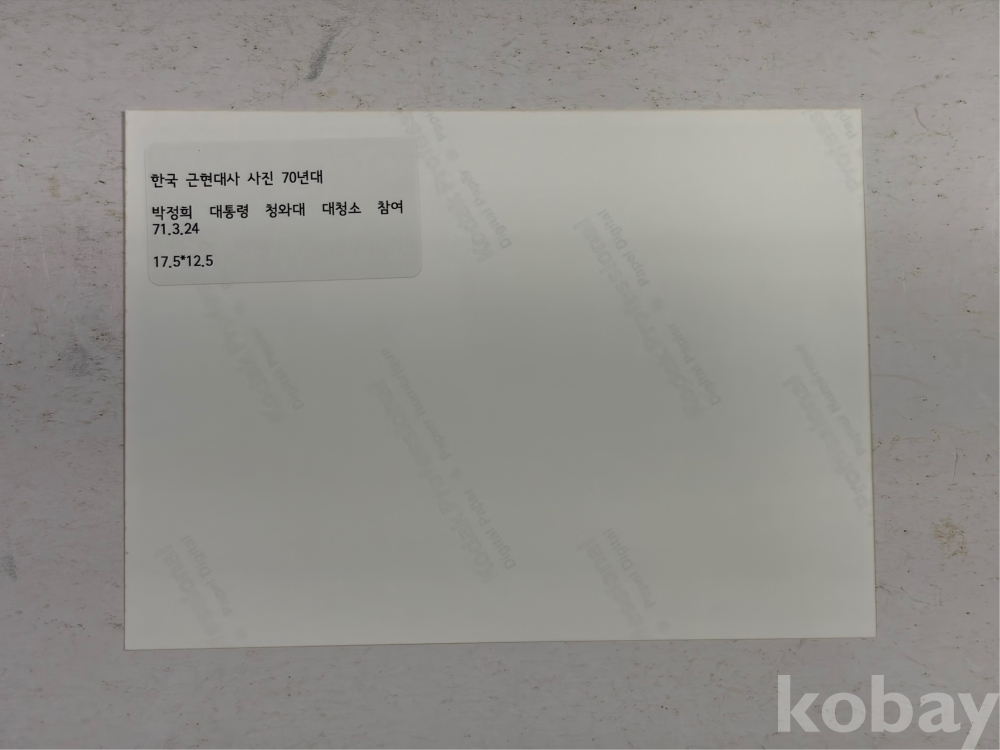 한국 근현대사 사진 70년대
박정희 대통령 청와대 대청소 참여
71.3.24
17.5*12.5
kobay